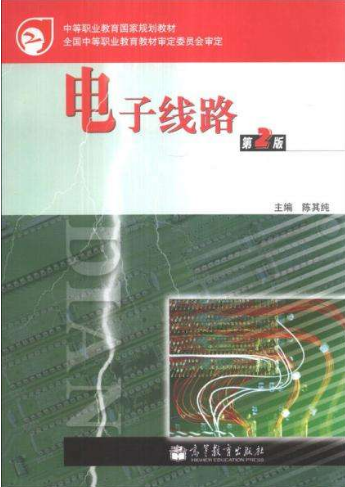 中等职业教育国家规划教材
全国中等职业教育教材审定委员会审定
电子线路
第2版
主编 陈其纯
DIAN
高等教育出版社
HIGHER EDUCATION PRESS